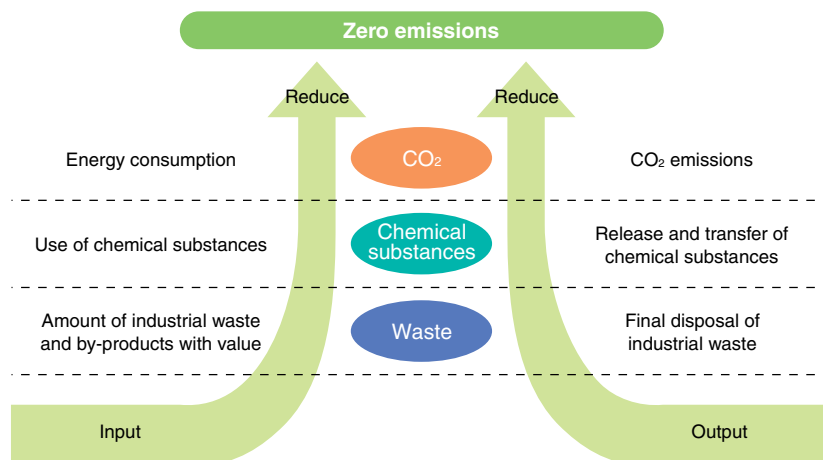 Zero emissions
Reduce
Reduce
Energy consumption
CO₂
CO₂ emissions
Use of chemical substances
Chemical
substances
Release and transfer of
chemical substances
Amount of industrial waste
and by-products with value
Waste
Final disposal of
industrial waste
Input
Output